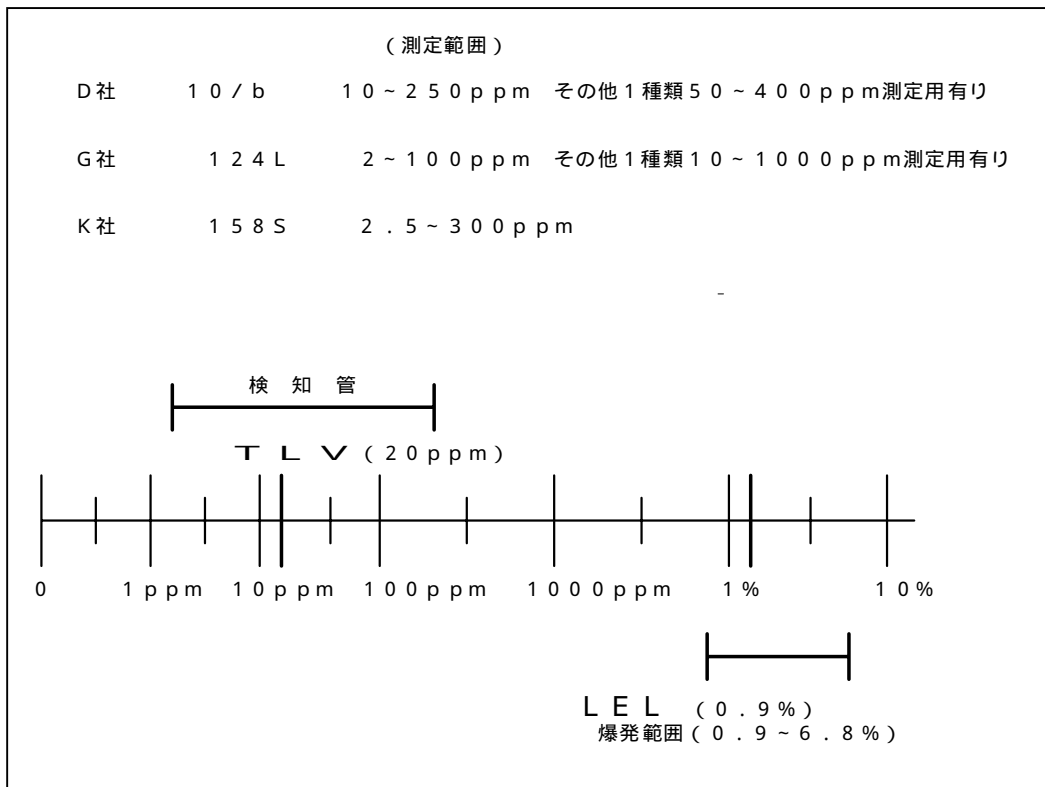 (測定範囲)
D社 10/b 10~250ppm その他1種類50~400ppm測定用有り
G社 124L 2~100ppm その他1種類10~1000ppm測定用有り
K社 158S 2.5~300ppm
検知管
TLV(20ppm)
0 1ppm 10ppm 100ppm 1000ppm 1% 10%
LEL (0.9%)
爆発範囲(0.9~6.8%)